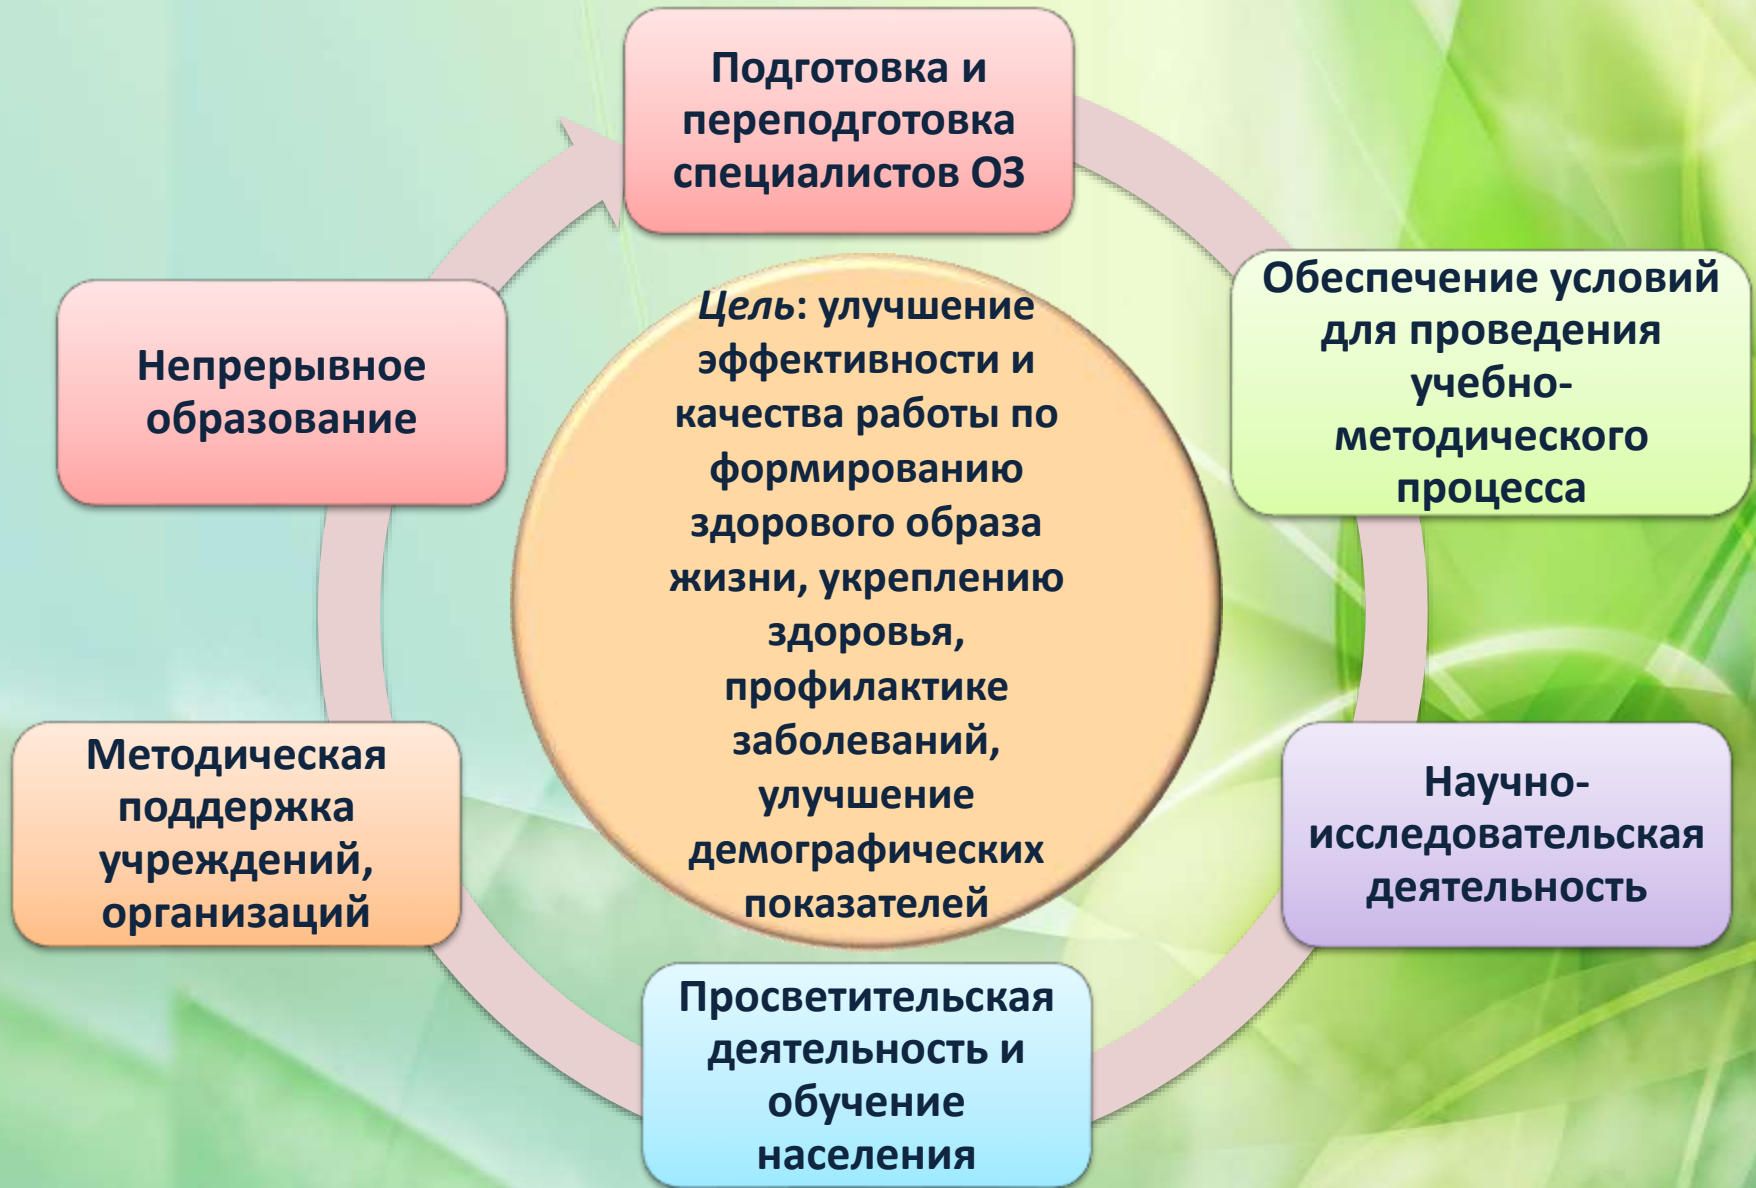 Подготовка и
переподготовка
специалистов ОЗ
Обеспечение условий
для проведения
учебно-
методического
процесса
Научно-
исследовательская
деятельность
Просветительская
деятельность и
обучение
населения
Методическая
поддержка
учреждений,
организаций
Непрерывное
образование
Цель: улучшение
эффективности и
качества работы по
формированию
здорового образа
жизни, укреплению
здоровья,
профилактике
заболеваний,
улучшение
демографических
показателей